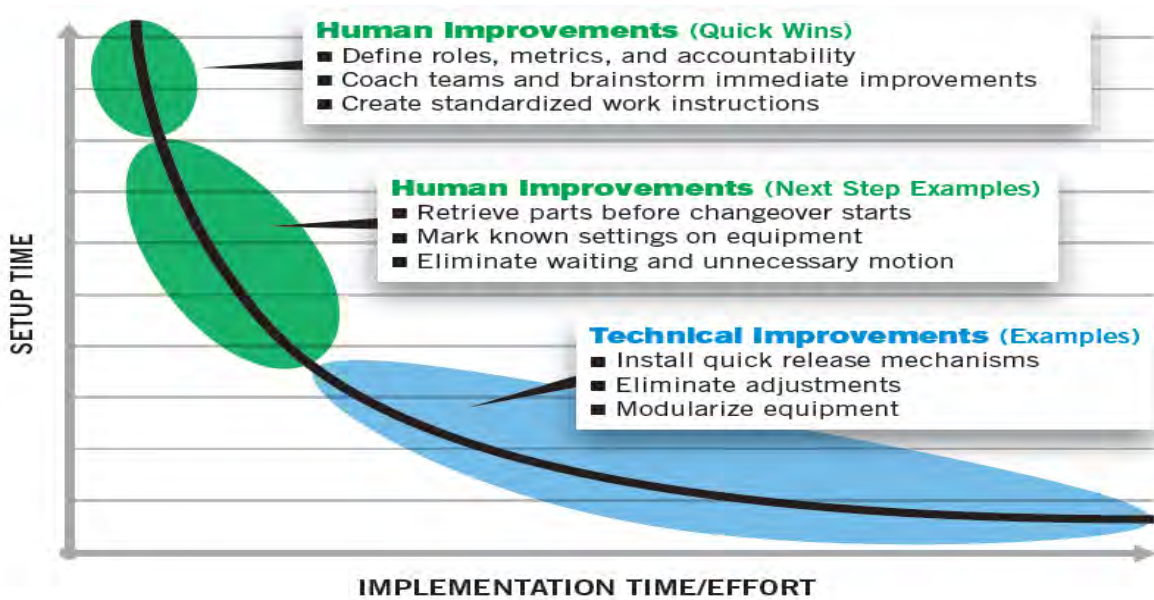 Human Improvements (Quick Wins)
■ Define roles, metrics, and accountability
■ Coach teams and brainstorm immediate improvements
■ Create standardized work instructions
Human Improvements (Next Step Examples)
■ Retrieve parts before changeover starts
■ Mark known settings on equipment
■ Eliminate waiting and unnecessary motion
SETUP TIME
Technical Improvements (Examples)
■ Install quick release mechanisms
■ Eliminate adjustments
■ Modularize equipment
IMPLEMENTATION TIME/EFFORT